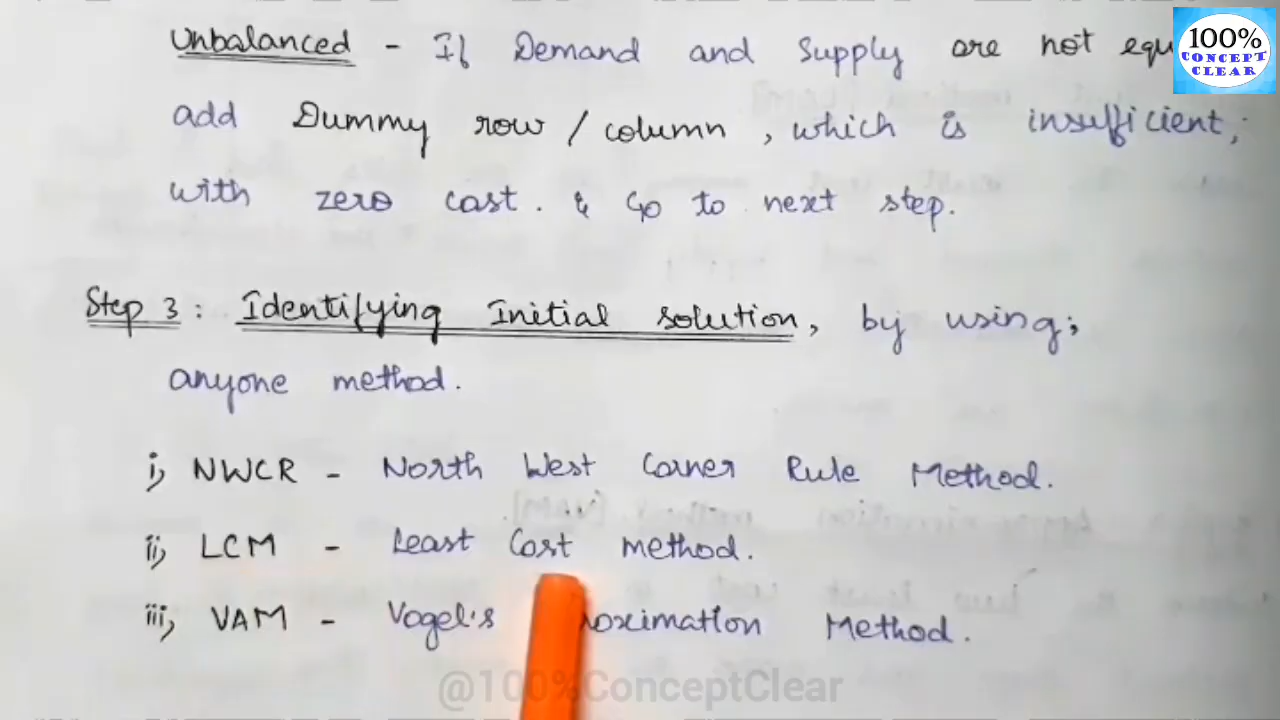 Unbalanced - If Demand and Supply are not
add Dummy row / column, which is insufficient,
with zero cost. & Go to next step.
Step 3: Identifying Initial solution, by using;
anyone method.
i, NWCR - North West Corner Rule Method.
ii, LCM - Least Cost method.
iii, VAM - Vogel's Method.
100%
CONCEPT
CLEAR
@100%ConceptClear